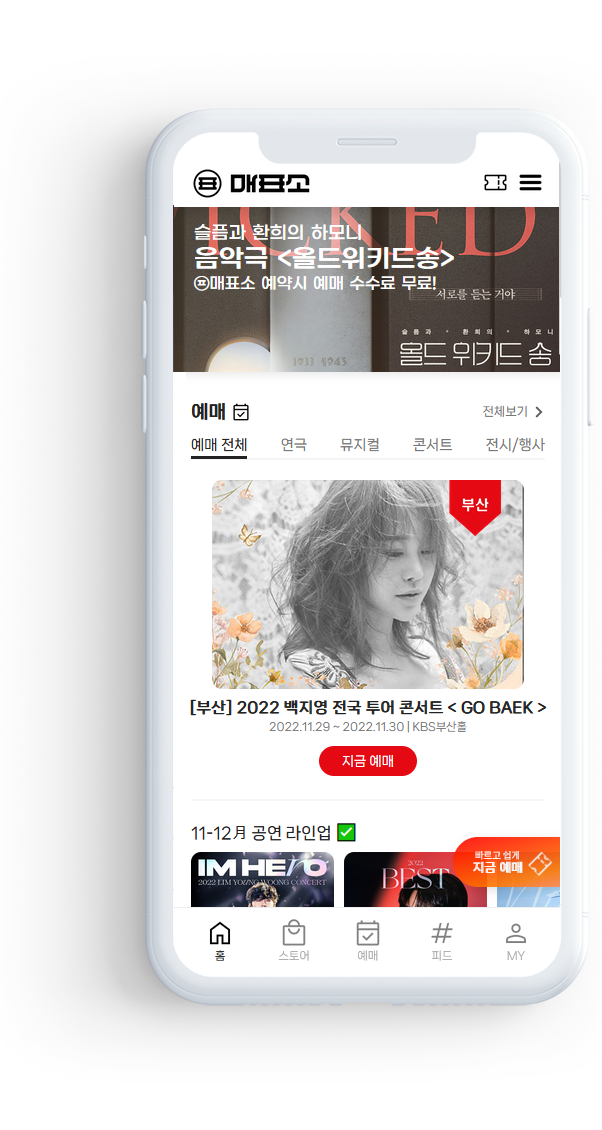 매표소
WICKED
슬픔과 환희의 하모니
음악극 <올드위키드송>
㊤매표소 예약시 예매 수수료 무료!
서로를 듣는 거야
슬픔과 · 환희의 · 하모니
1933 1945
올드 위키드 송
예매
전체보기 >
예매 전체 연극 뮤지컬 콘서트 전시/행사
부산
[부산] 2022 백지영 전국 투어 콘서트 < GO BAEK >
2022.11.29 ~ 2022.11.30 | KBS부산홀
지금 예매
11-12月 공연 라인업 ✅
IM HERO
2022 LIM YOUNG WOONG CONCERT
2022
BEST
바르고 쉽게
지금 예매
홈 스토어 예매 피드 MY